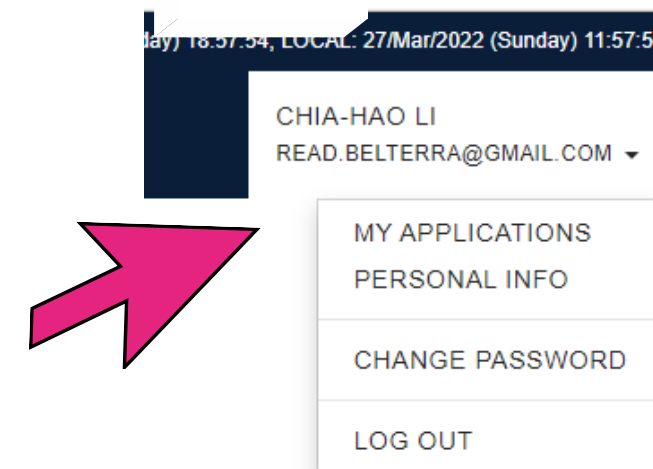 day) 18:57:54, LOCAL: 27/Mar/2022 (Sunday) 11:57:5
CHIA-HAO LI
READ.BELTERRA@GMAIL.COM
MY APPLICATIONS
PERSONAL INFO
CHANGE PASSWORD
LOG OUT